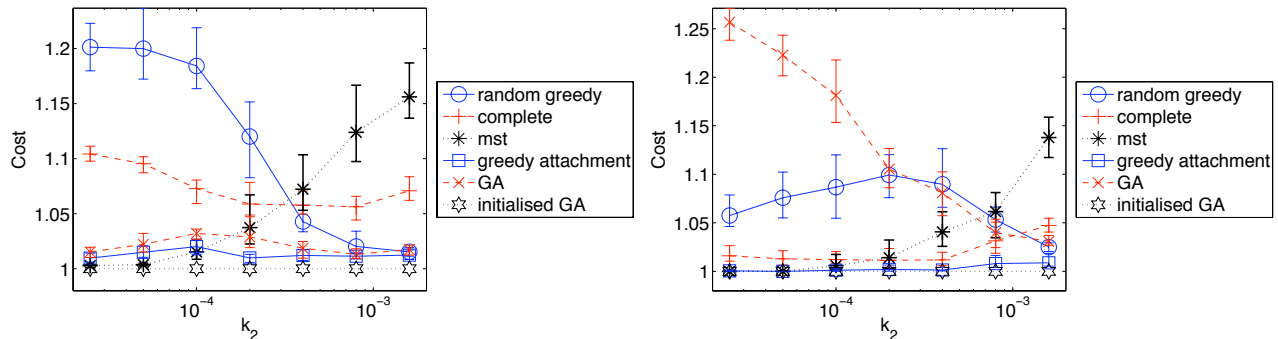 1.2
1.15
1.1
1.05
1
Cost
10⁻⁴
10⁻³
k₂
random greedy
complete
mst
greedy attachment
GA
initialised GA
1.25
1.2
1.15
1.1
1.05
1
Cost
10⁻⁴
10⁻³
k₂
random greedy
complete
mst
greedy attachment
GA
initialised GA